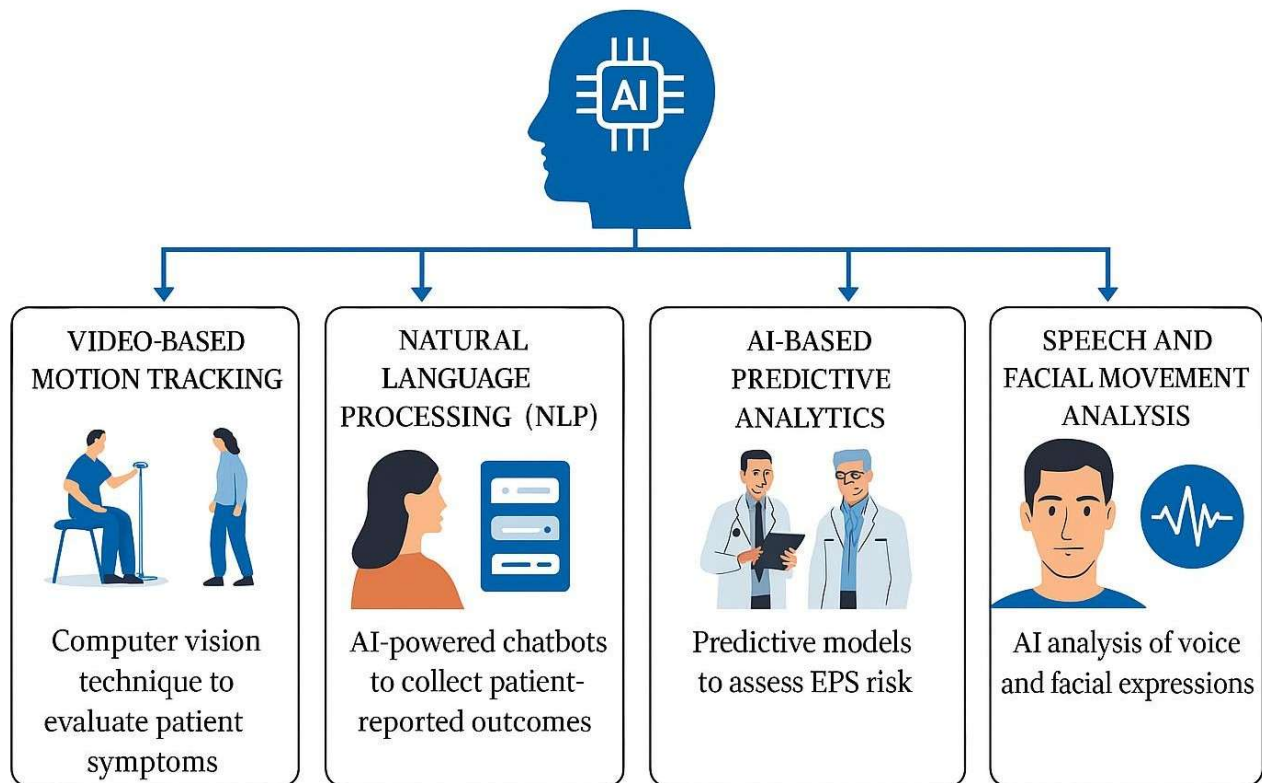 AI
VIDEO-BASED
MOTION TRACKING
Computer vision
technique to
evaluate patient
symptoms
NATURAL
LANGUAGE
PROCESSING (NLP)
AI-powered chatbots
to collect patient-
reported outcomes
AI-BASED
PREDICTIVE
ANALYTICS
Predictive models
to assess EPS risk
SPEECH AND
FACIAL MOVEMENT
ANALYSIS
AI analysis of voice
and facial expressions